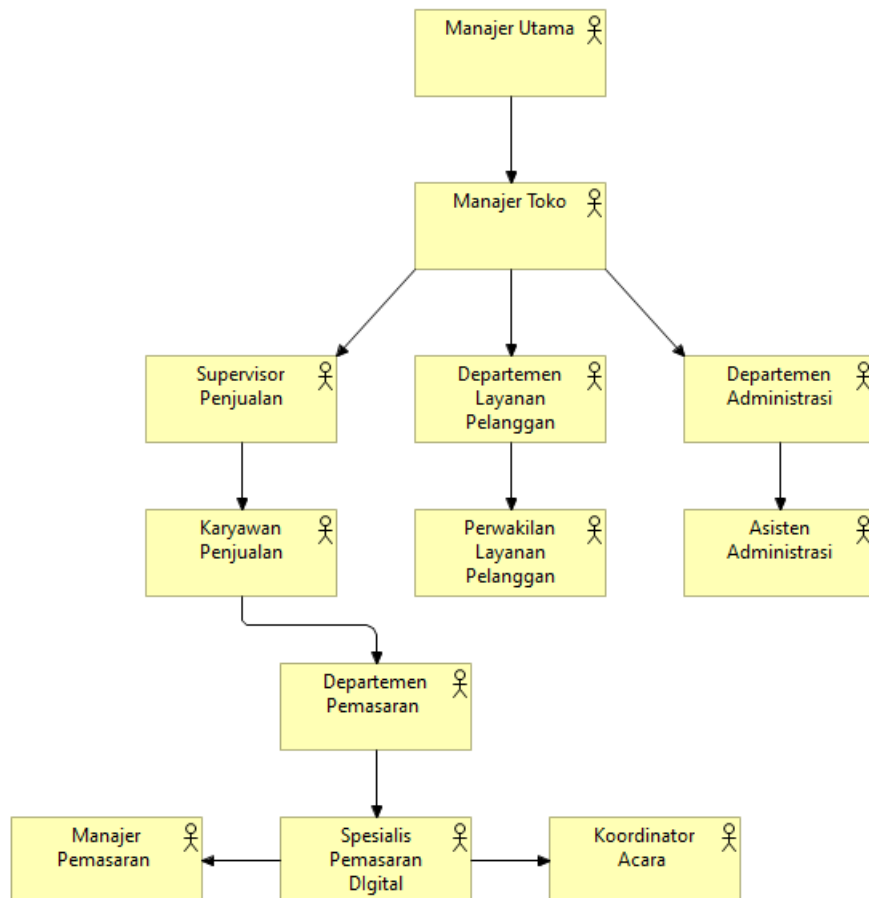 Manajer Utama
Manajer Toko
Supervisor
Penjualan
Departemen
Layanan
Pelanggan
Departemen
Administrasi
Karyawan
Penjualan
Perwakilan
Layanan
Pelanggan
Asisten
Administrasi
Departemen
Pemasaran
Manajer
Pemasaran
Spesialis
Pemasaran
DIgital
Koordinator
Acara